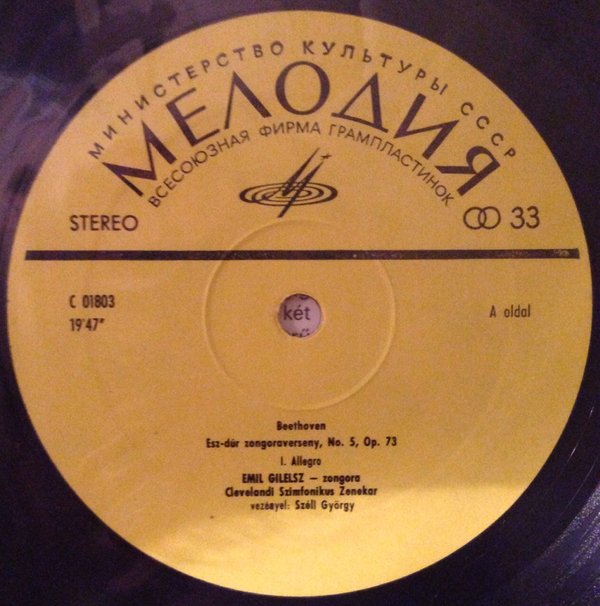 МИНИСТЕРСТВО КУЛЬТУРЫ СССР
МЕЛОДИЯ
ВСЕСОЮЗНАЯ ФИРМА ГРАМПЛАСТИНОК
STEREO
33
C 01803
19'47"
két
A oldal
Beethoven
Esz-dúr zongoraverseny, No. 5, Op. 73
I. Allegro
EMIL GILELSZ — zongora
Clevelandi Szimfonikus Zenekar
vezényel: Széll György